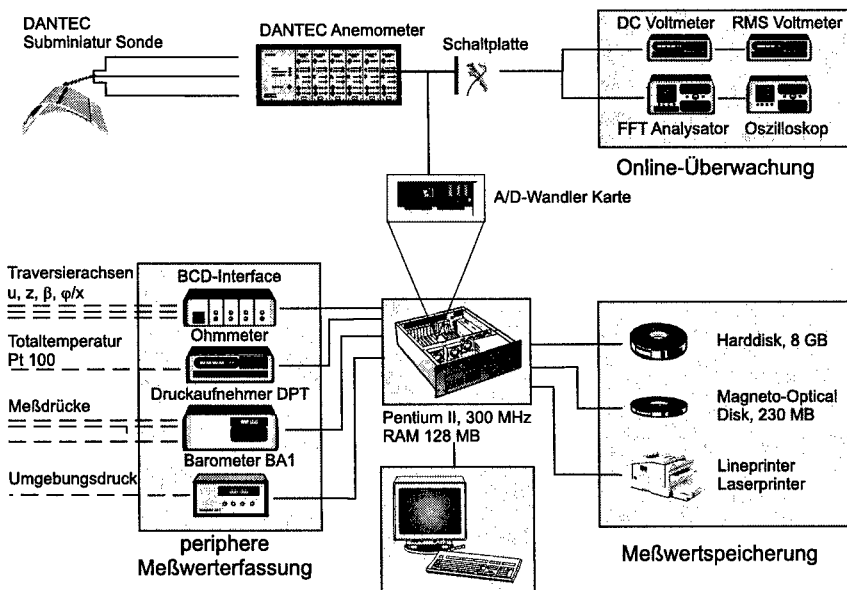 DANTEC
Subminiatur Sonde
DANTEC Anemometer
Schaltplatte
DC Voltmeter
RMS Voltmeter
FFT Analysator
Oszilloskop
Online-Überwachung
A/D-Wandler Karte
Traversierachsen
u, z, β, φ/x
Totaltemperatur
Pt 100
Meßdrücke
Umgebungsdruck
BCD-Interface
Ohmmeter
Druckaufnehmer DPT
Barometer BA1
periphere
Meßwerterfassung
Pentium II, 300 MHz
RAM 128 MB
Harddisk, 8 GB
Magneto-Optical
Disk, 230 MB
Lineprinter
Laserprinter
Meßwertspeicherung